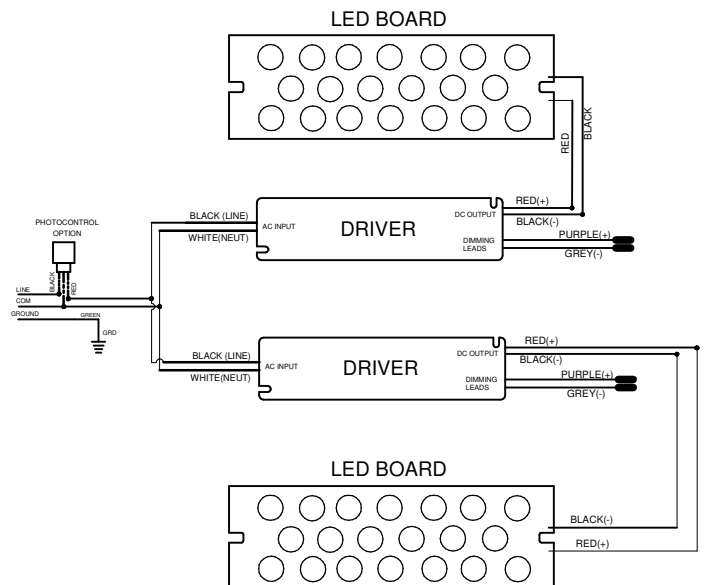 LED BOARD
RED
BLACK
RED(+)
BLACK(-)
BLACK (LINE)
WHITE(NEUT)
AC INPUT
DRIVER
DC OUTPUT
DIMMING
LEADS
PURPLE(+)
GREY(-)
PHOTOCONTROL
OPTION
BLACK
RED
LINE
COM
GROUND
GREEN
GRD
BLACK (LINE)
WHITE(NEUT)
AC INPUT
DRIVER
DC OUTPUT
DIMMING
LEADS
RED(+)
BLACK(-)
PURPLE(+)
GREY(-)
LED BOARD
BLACK(-)
RED(+)